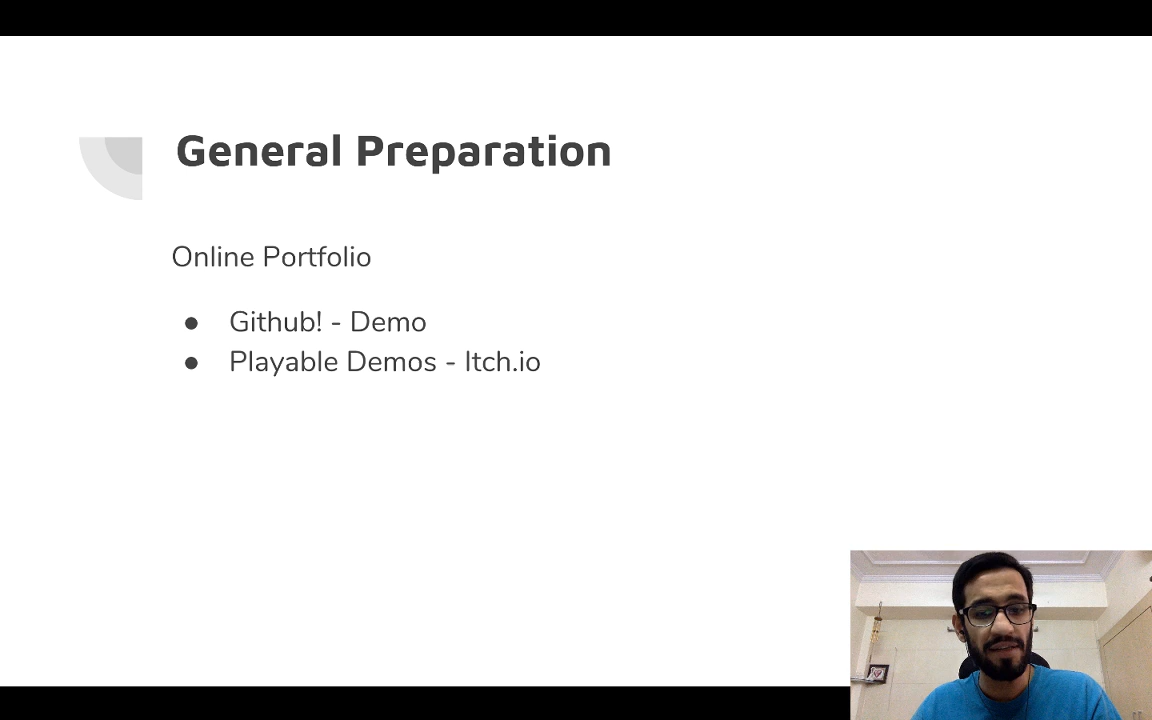 General Preparation
Online Portfolio
● Github! - Demo
● Playable Demos - Itch.io